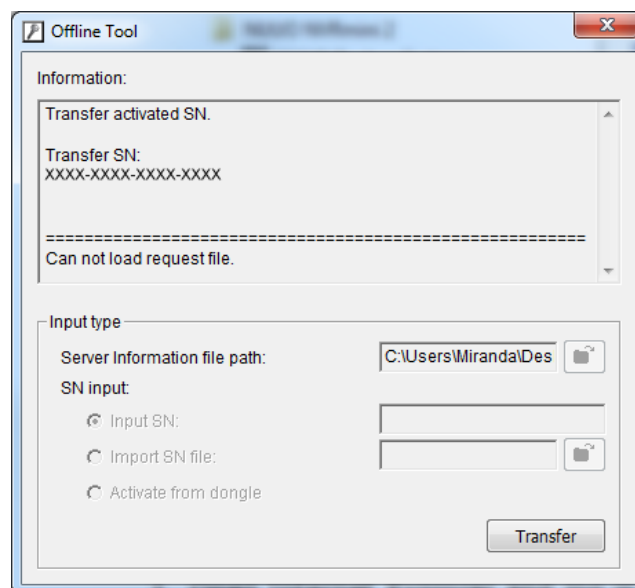 Offline Tool
Information:
Transfer activated SN.
Transfer SN:
XXXX-XXXX-XXXX-XXXX
========================================================
Can not load request file.
Input type
Server Information file path:
C:\Users\Miranda\Des
SN input:
Input SN:
Import SN file:
Activate from dongle
Transfer